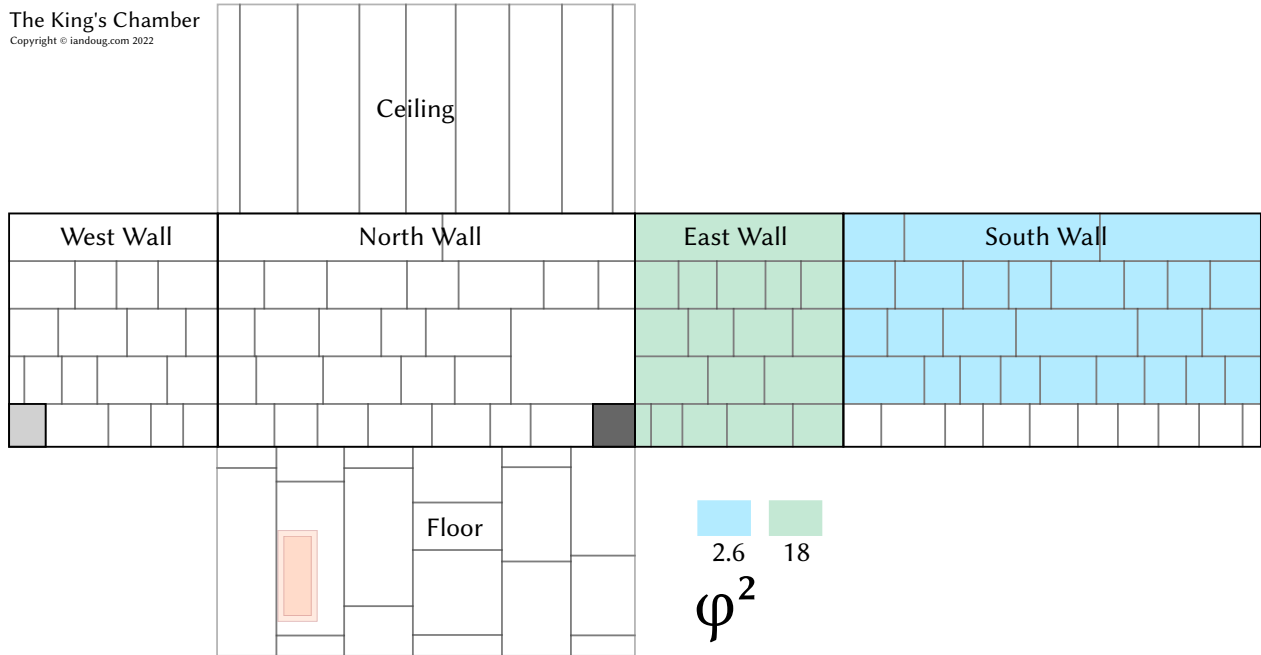 The King's Chamber
Copyright © iandoug.com 2022
Ceiling
West Wall
North Wall
East Wall
South Wall
Floor
2.6
18
φ²